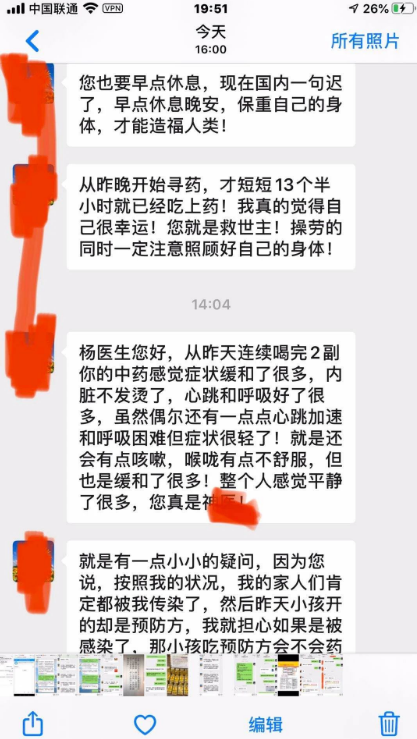 中国联通 VPN 19:51 26%
今天
16:00
所有照片
您也要早点休息，现在国内一句迟
了，早点休息晚安，保重自己的身
体，才能造福人类！
从昨晚开始寻药，才短短13个半
小时就已经吃上药！我真的觉得自
己很幸运！您就是救世主！操劳的
同时一定注意照顾好自己的身体！
14:04
杨医生您好，从昨天连续喝完2副
你的中药感觉症状缓和了很多，内
脏不发烫了，心跳和呼吸好了很
多，虽然偶尔还有一点点心跳加速
和呼吸困难但症状很轻了！就是还
会有点咳嗽，喉咙有点不舒服，但
也是缓和了很多！整个人感觉平静
了很多，您真是神医！
就是有一点小小的疑问，因为您
说，按照我的状况，我的家人们肯
定都被我传染了，然后昨天小孩开
的却是预防方，我就担心如果是被
感染了，那小孩吃预防方会不会药
编辑